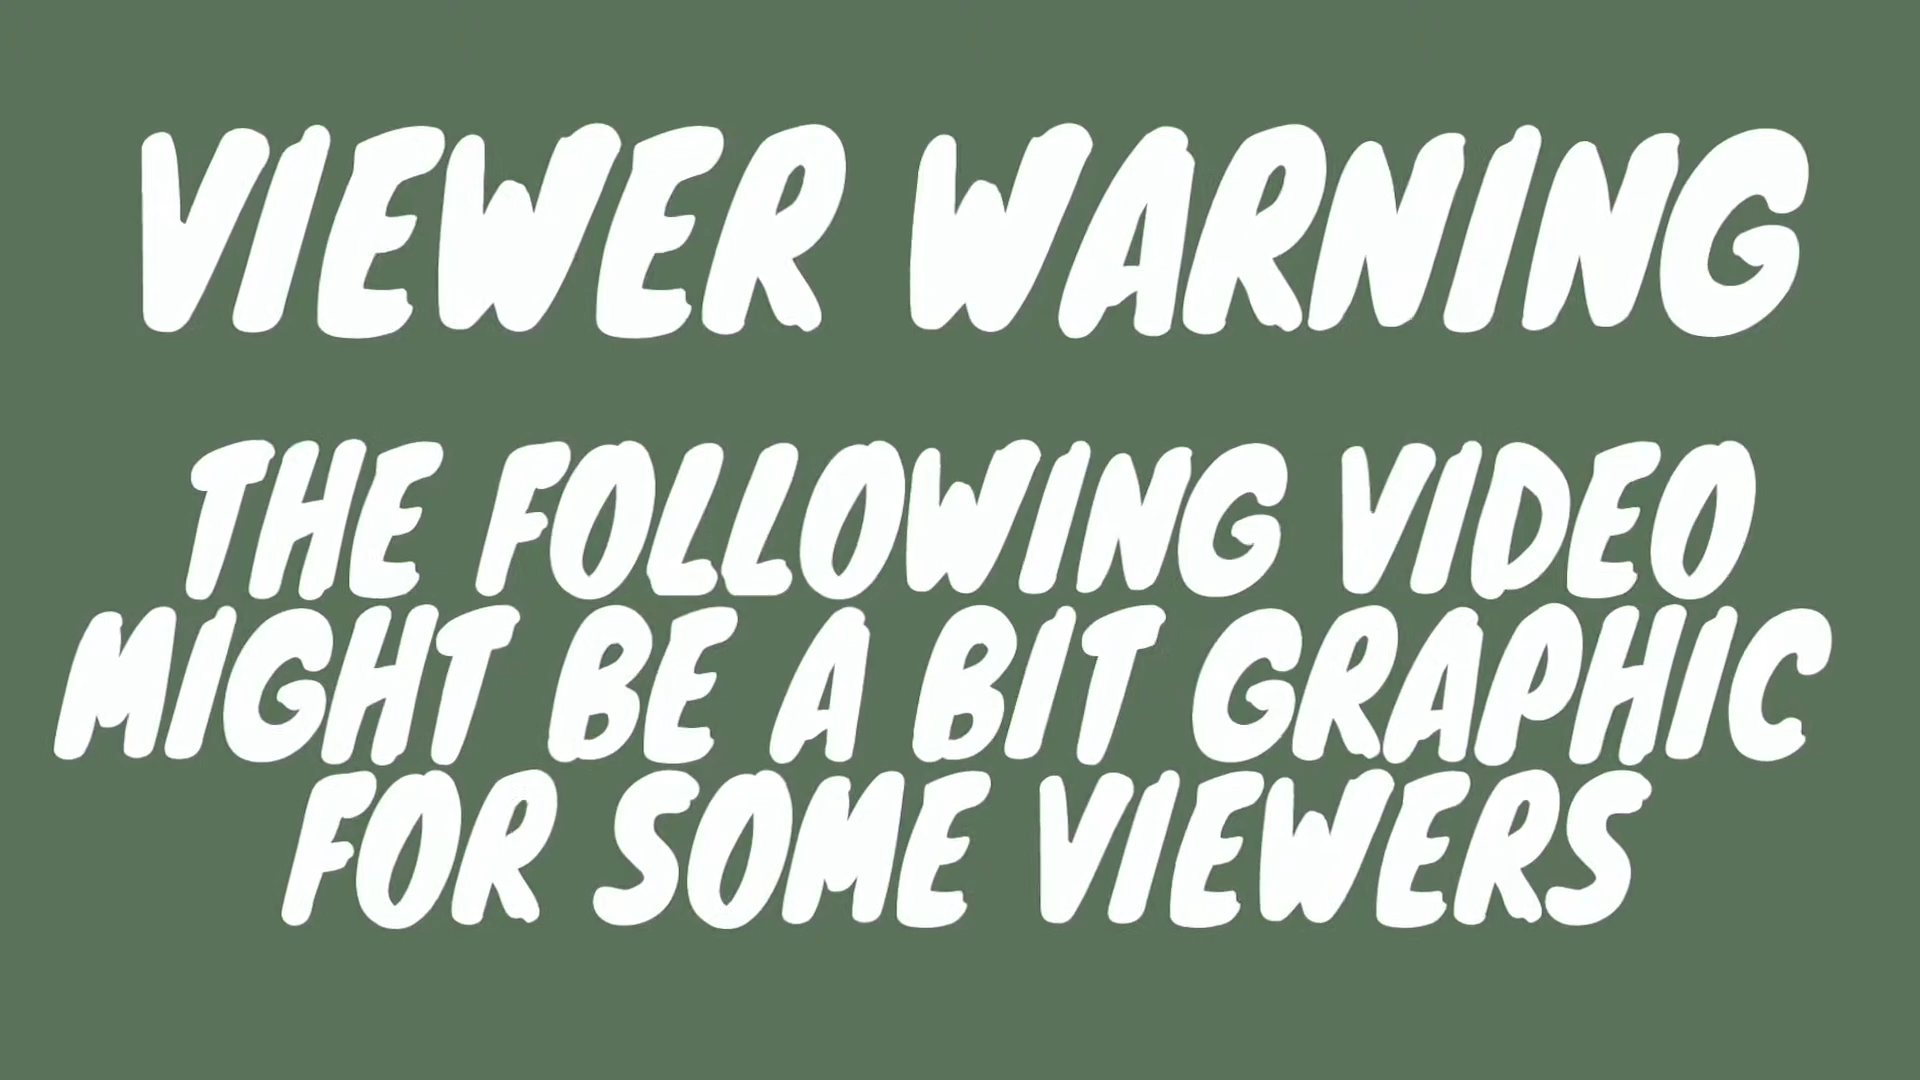 VIEWER WARNING
THE FOLLOWING VIDEO
MIGHT BE A BIT GRAPHIC
FOR SOME VIEWERS